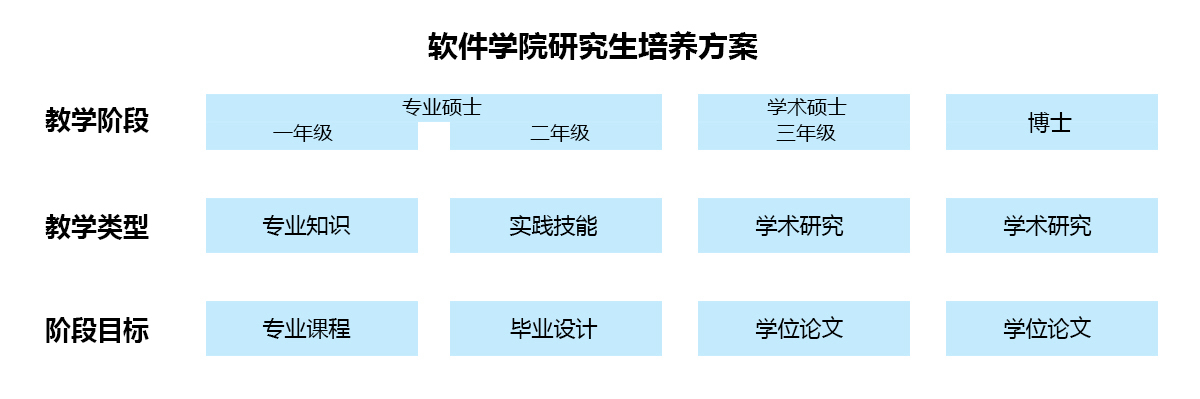 软件学院研究生培养方案
教学阶段
专业硕士
一年级
二年级
学术硕士
三年级
博士
教学类型
专业知识
实践技能
学术研究
学术研究
阶段目标
专业课程
毕业设计
学位论文
学位论文